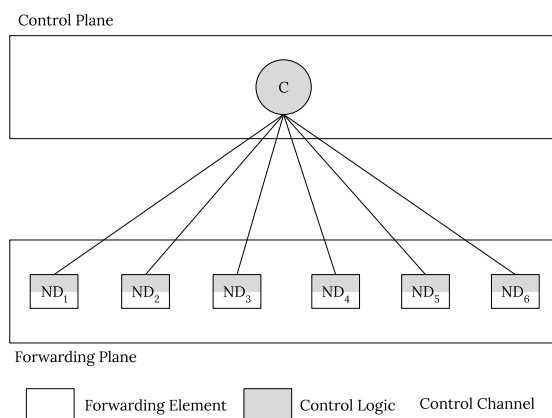 Control Plane
C
ND1 ND2 ND3 ND4 ND5 ND6
Forwarding Plane
Forwarding Element Control Logic Control Channel